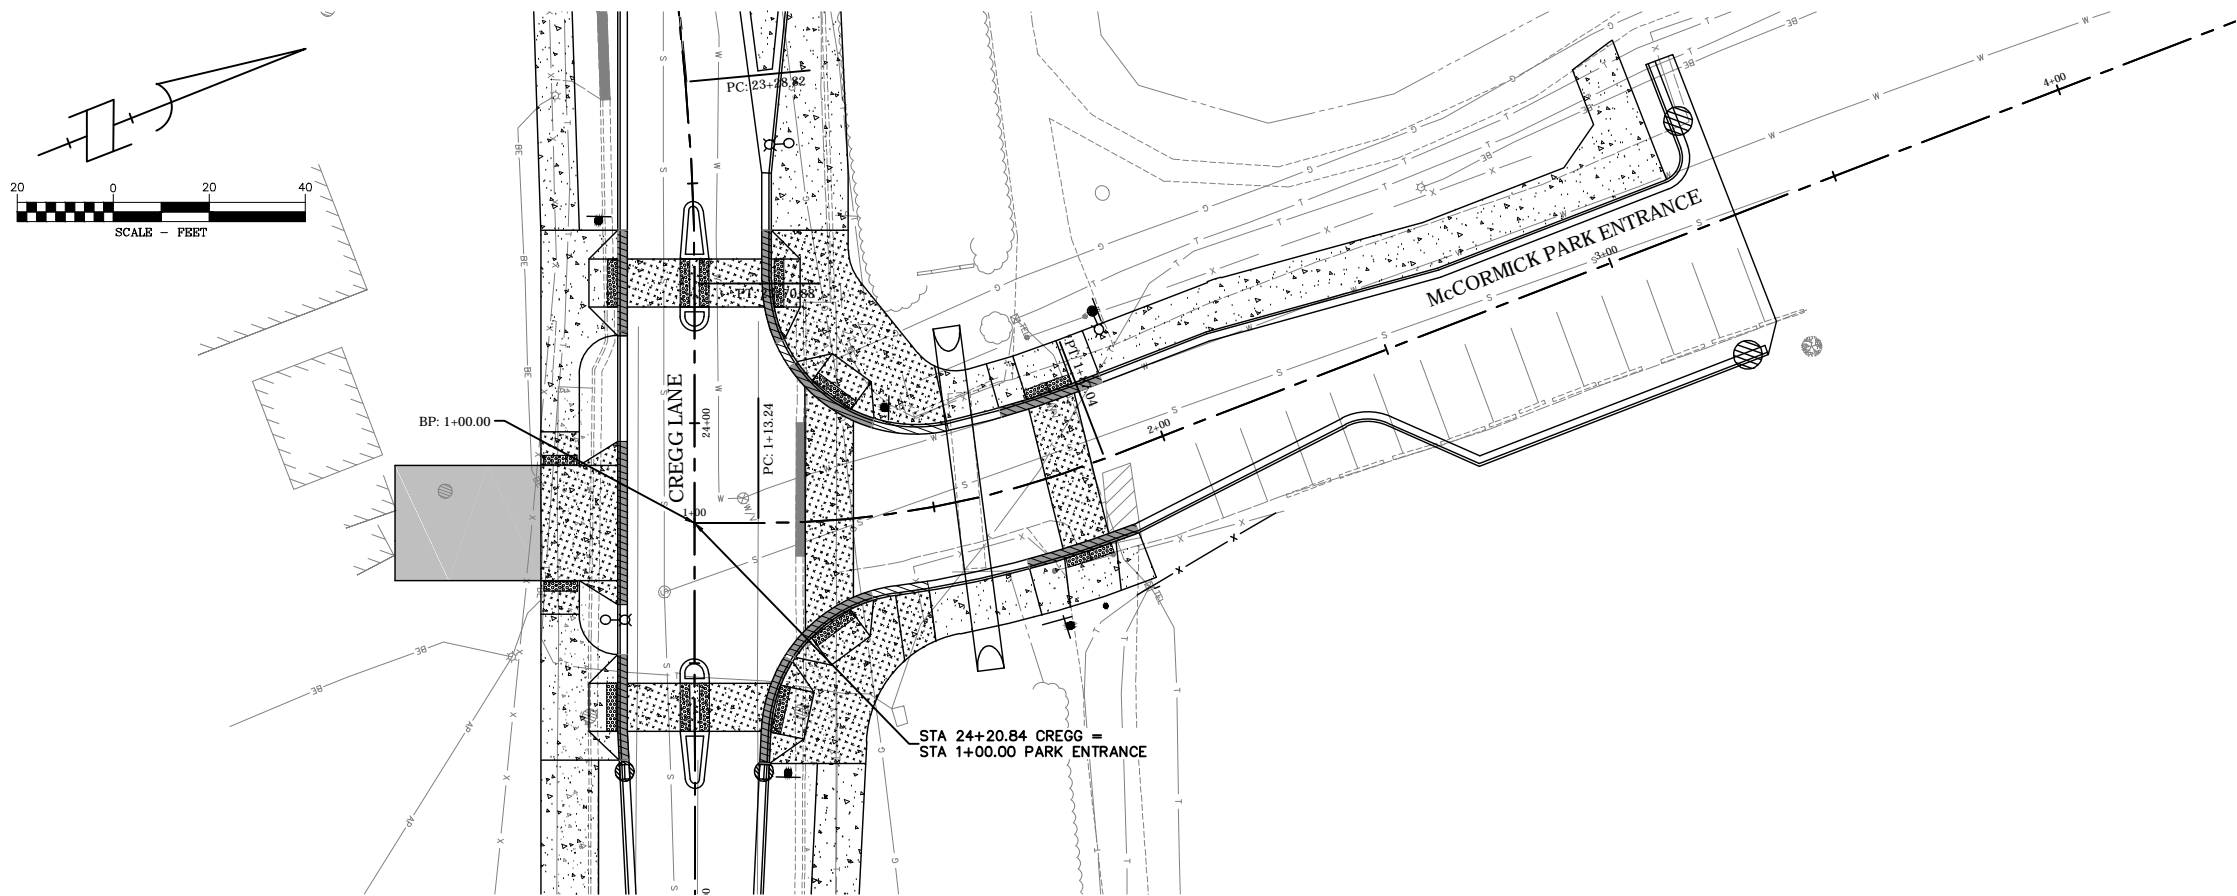 PC: 23+28.82
4+00
20 0 20 40
SCALE - FEET
McCORMICK PARK ENTRANCE
3+00
BP: 1+00.00
CREGG LANE
24+00
PC: 1+13.24
2+00
1+00
STA 24+20.84 CREGG =
STA 1+00.00 PARK ENTRANCE